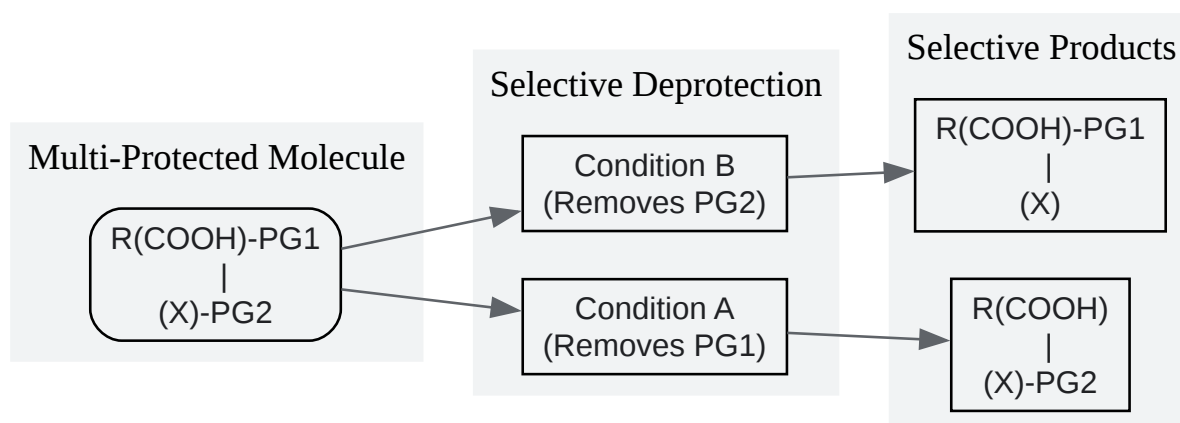 Multi-Protected Molecule
R(COOH)-PG1
|
(X)-PG2
Selective Deprotection
Condition B
(Removes PG2)
Condition A
(Removes PG1)
Selective Products
R(COOH)-PG1
|
(X)
R(COOH)
|
(X)-PG2